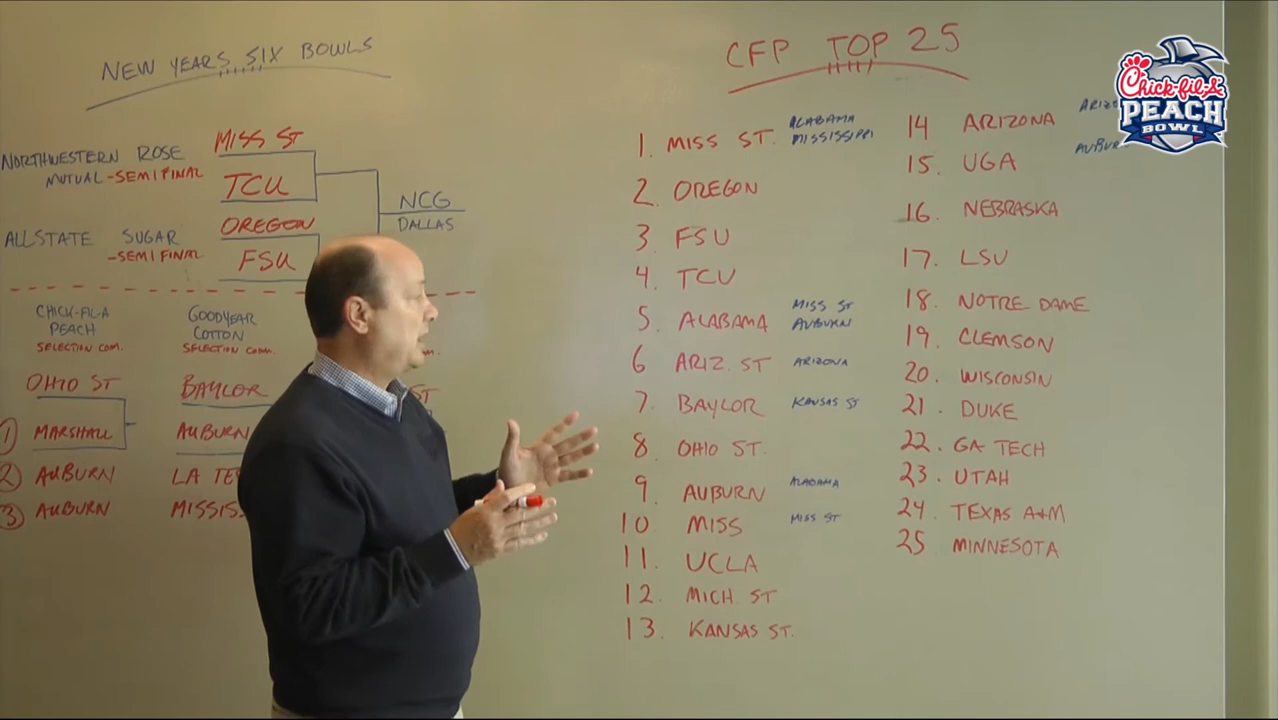 NEW YEARS SIX BOWLS
NORTHWESTERN ROSE
MUTUAL -SEMIFINAL
MISS ST
TCU
NCG
DALLAS
ALLSTATE SUGAR
-SEMIFINAL
OREGON
FSU
CHICK-FIL-A
PEACH
SELECTION COM.
OHIO ST
1 MARSHALL
2 AUBURN
3 AUBURN
GOODYEAR
COTTON
SELECTION COMM.
BAYLOR
AUBURN
LA TE
MISSIS
ST
CFP TOP 25
1. MISS ST. ALABAMA
MISSISSIPPI
2 OREGON
3 FSU
4. TCU
5. ALABAMA MISS ST
AUBURN
6 ARIZ. ST ARIZONA
7. BAYLOR KANSAS ST
8. OHIO ST.
9. AUBURN ALABAMA
10 MISS MISS ST
11. UCLA
12. MICH. ST
13. KANSAS ST.
14 ARIZONA
15. UGA
16. NEBRASKA
17. LSU
18. NOTRE DAME
19. CLEMSON
20. WISCONSIN
21. DUKE
22. GA TECH
23. UTAH
24. TEXAS A+M
25 MINNESOTA
Chick-fil-A
PEACH
BOWL